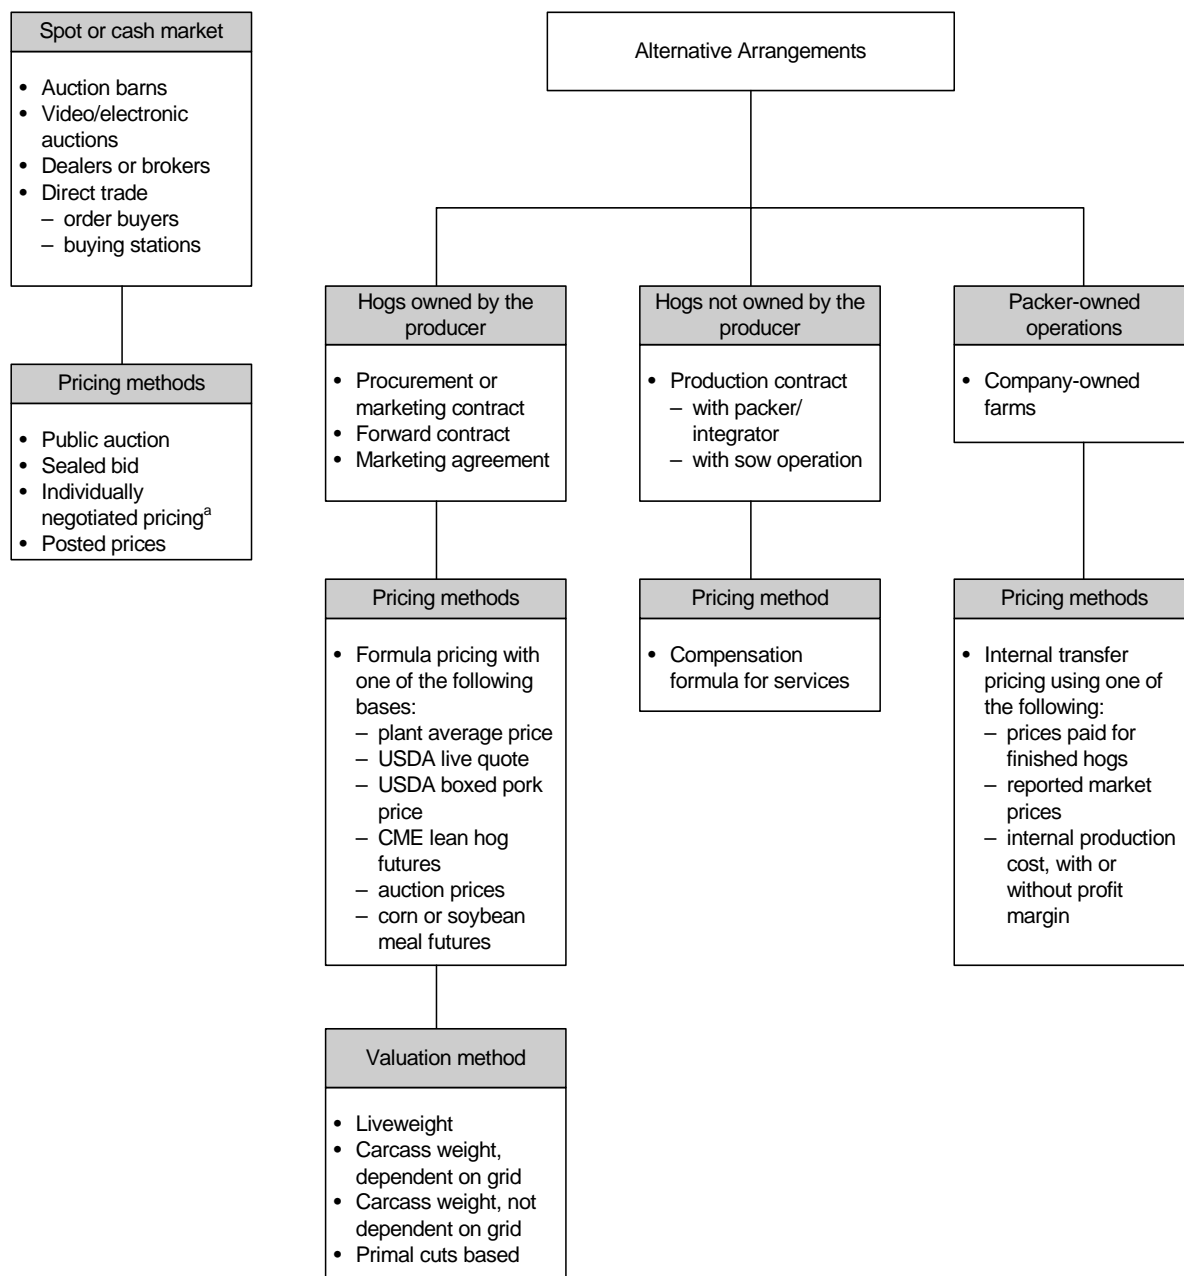 Spot or cash market
• Auction barns
• Video/electronic
auctions
• Dealers or brokers
• Direct trade
– order buyers
– buying stations
Pricing methods
• Public auction
• Sealed bid
• Individually
negotiated pricingª
• Posted prices
Alternative Arrangements
Hogs owned by the
producer
• Procurement or
marketing contract
• Forward contract
• Marketing agreement
Pricing methods
• Formula pricing with
one of the following
bases:
– plant average price
– USDA live quote
– USDA boxed pork
price
– CME lean hog
futures
– auction prices
– corn or soybean
meal futures
Valuation method
• Liveweight
• Carcass weight,
dependent on grid
• Carcass weight, not
dependent on grid
• Primal cuts based
Hogs not owned by the
producer
• Production contract
– with packer/
integrator
– with sow operation
Pricing method
• Compensation
formula for services
Packer-owned
operations
• Company-owned
farms
Pricing methods
• Internal transfer
pricing using one of
the following:
– prices paid for
finished hogs
– reported market
prices
– internal production
cost, with or
without profit
margin